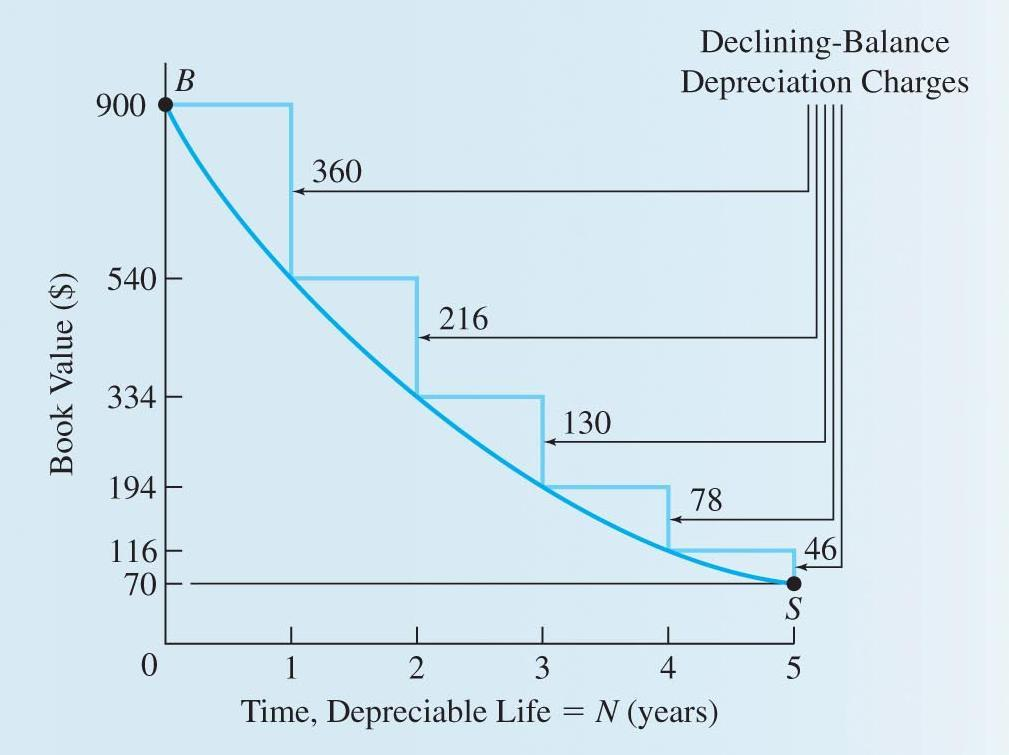 Declining-Balance
Depreciation Charges
B
900
360
540
216
334
130
194
78
116
46
70
S
0 1 2 3 4 5
Book Value ($)
Time, Depreciable Life = N (years)